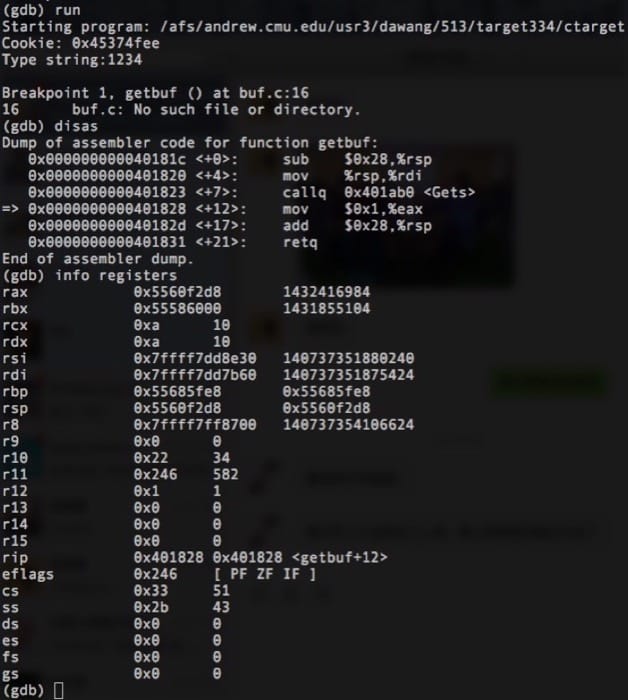 (gdb) run
Starting program: /afs/andrew.cmu.edu/usr3/dawang/513/target334/ctarget
Cookie: 0x45374fee
Type string:1234
Breakpoint 1, getbuf () at buf.c:16
16      buf.c: No such file or directory.
(gdb) disas
Dump of assembler code for function getbuf:
   0x000000000040181c <+0>:     sub    $0x28,%rsp
   0x0000000000401820 <+4>:     mov    %rsp,%rdi
   0x0000000000401823 <+7>:     callq  0x401ab0 <Gets>
=> 0x0000000000401828 <+12>:    mov    $0x1,%eax
   0x000000000040182d <+17>:    add    $0x28,%rsp
   0x0000000000401831 <+21>:    retq
End of assembler dump.
(gdb) info registers
rax            0x5560f2d8       1432416984
rbx            0x55586000       1431855104
rcx            0xa      10
rdx            0xa      10
rsi            0x7ffff7dd8e30   140737351880240
rdi            0x7ffff7dd7b60   140737351875424
rbp            0x55685fe8       0x55685fe8
rsp            0x5560f2d8       0x5560f2d8
r8             0x7ffff7ff8700   140737354106624
r9             0x0      0
r10            0x22     34
r11            0x246    582
r12            0x1      1
r13            0x0      0
r14            0x0      0
r15            0x0      0
rip            0x401828 0x401828 <getbuf+12>
eflags         0x246    [ PF ZF IF ]
cs             0x33     51
ss             0x2b     43
ds             0x0      0
es             0x0      0
fs             0x0      0
gs             0x0      0
(gdb)